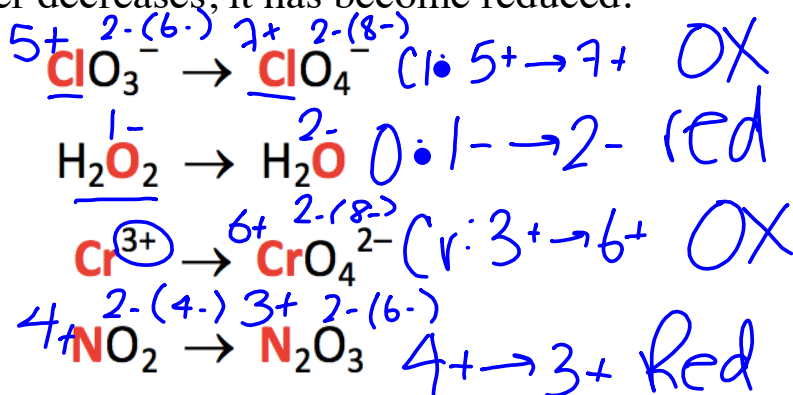 er decreases, it has become reduced.
5+ 2-(6-) 7+ 2-(8-)
ClO₃⁻ → ClO₄⁻ Cl: 5+→7+ OX
1- 2-
H₂O₂ → H₂O O: 1-→2- red
6+ 2-(8-)
Cr³⁺ → CrO₄²⁻ Cr: 3+→6+ OX
4+ 2-(4-) 3+ 2-(6-)
NO₂ → N₂O₃ 4+→3+ Red